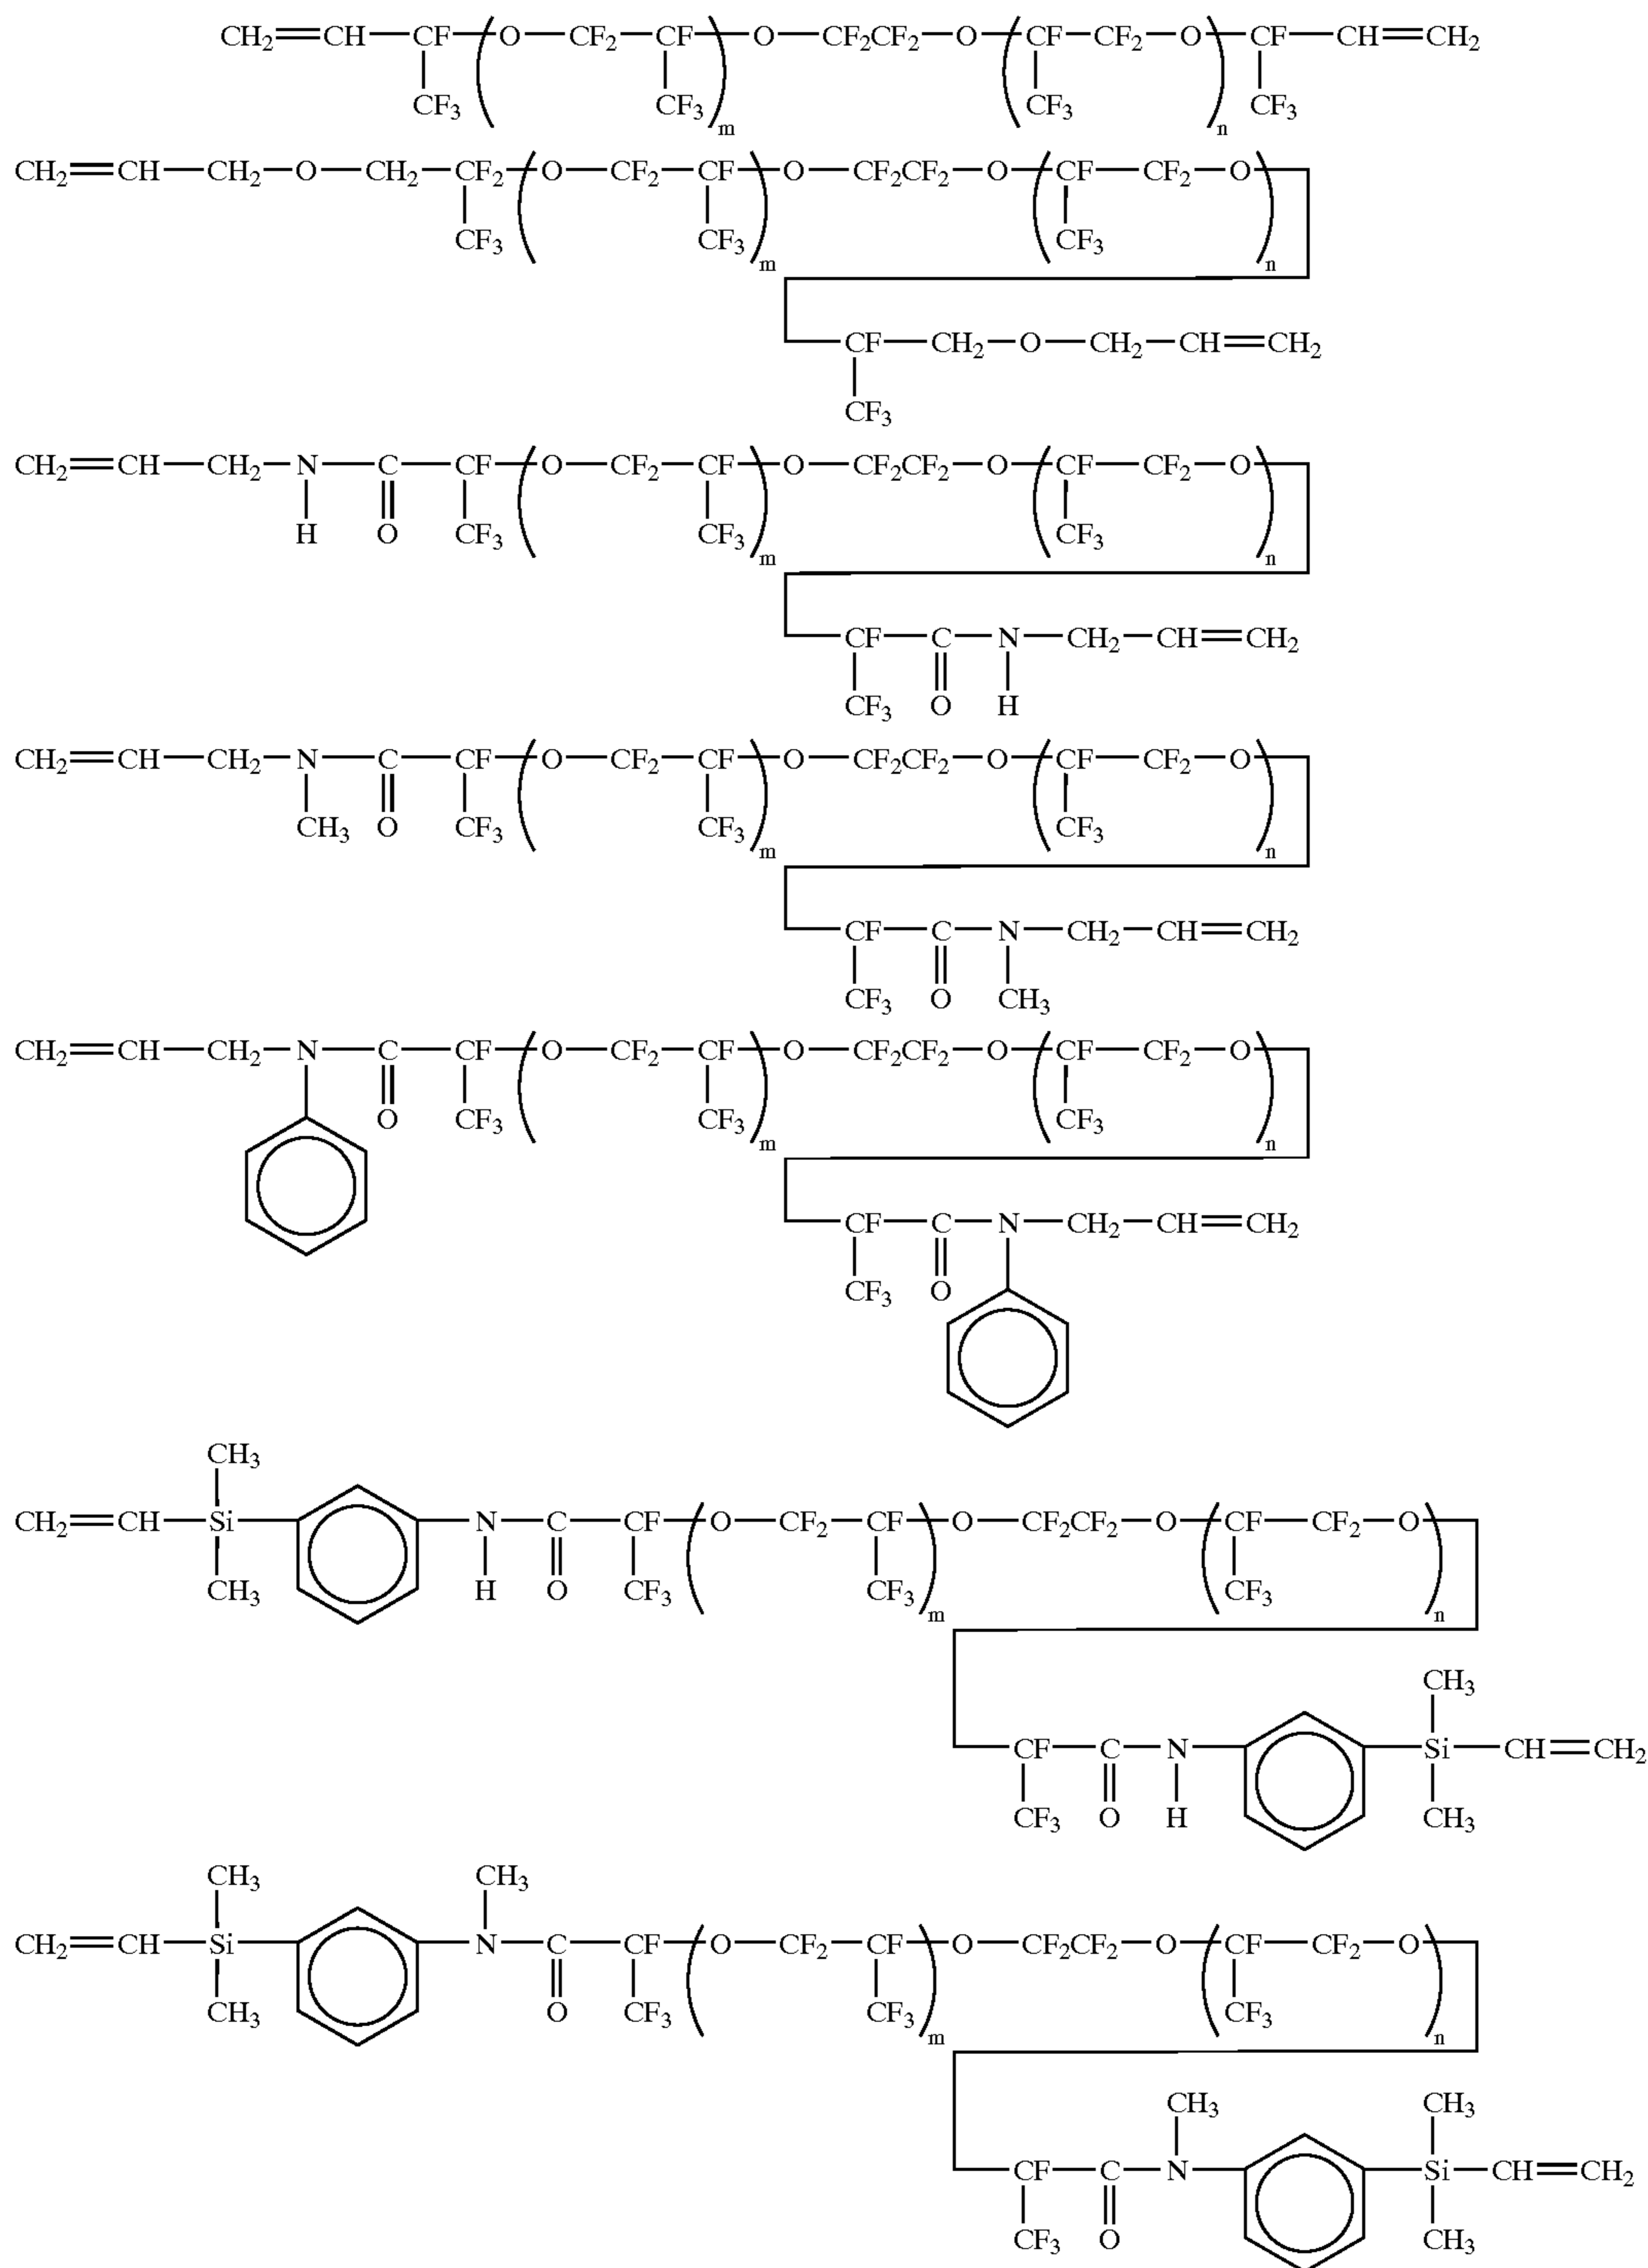 CH₂=CH—CF—(O—CF₂—CF—)O—CF₂CF₂—O—(CF—CF₂—O—)CF—CH=CH₂
CF₃ CF₃ m CF₃ n CF₃
CH₂=CH—CH₂—O—CH₂—CF₂—(O—CF₂—CF—)O—CF₂CF₂—O—(CF—CF₂—O—)
CF₃ CF₃ m CF₃ n
CF—CH₂—O—CH₂—CH=CH₂
CF₃
CH₂=CH—CH₂—N—C—CF—(O—CF₂—CF—)O—CF₂CF₂—O—(CF—CF₂—O—)
H O CF₃ CF₃ m CF₃ n
CF—C—N—CH₂—CH=CH₂
CF₃ O H
CH₂=CH—CH₂—N—C—CF—(O—CF₂—CF—)O—CF₂CF₂—O—(CF—CF₂—O—)
CH₃ O CF₃ CF₃ m CF₃ n
CF—C—N—CH₂—CH=CH₂
CF₃ O CH₃
CH₂=CH—CH₂—N—C—CF—(O—CF₂—CF—)O—CF₂CF₂—O—(CF—CF₂—O—)
O CF₃ CF₃ m CF₃ n
CF—C—N—CH₂—CH=CH₂
CF₃ O
CH₃
CH₂=CH—Si— —N—C—CF—(O—CF₂—CF—)O—CF₂CF₂—O—(CF—CF₂—O—)
CH₃ H O CF₃ CF₃ m CF₃ n
CH₃
CF—C—N— —Si—CH=CH₂
CF₃ O H CH₃
CH₃ CH₃
CH₂=CH—Si— —N—C—CF—(O—CF₂—CF—)O—CF₂CF₂—O—(CF—CF₂—O—)
CH₃ O CF₃ CF₃ m CF₃ n
CH₃ CH₃
CF—C—N— —Si—CH=CH₂
CF₃ O CH₃